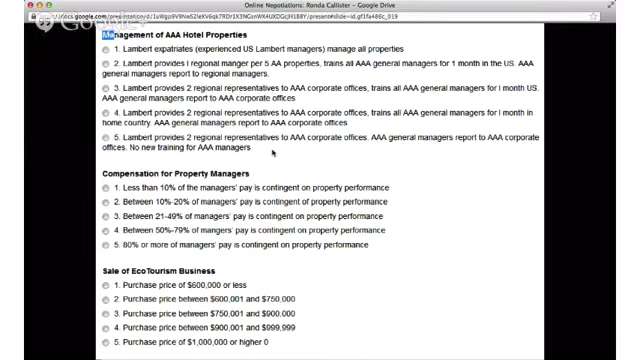 Online Negotiations: Ronda Callister – Google Drive
Google+
Management of AAA Hotel Properties
1. Lambert expatriates (experienced US Lambert managers) manage all properties
2. Lambert provides I regional manger per 5 AA properties, trains all AAA general managers for 1 month in the US. AAA
general managers report to regional managers.
3. Lambert provides 2 regional representatives to AAA corporate offices, trains all AAA general managers for I month US.
AAA general managers report to AAA corporate offices
4. Lambert provides 2 regional representatives to AAA corporate offices, trains all AAA general managers for I month in
home country. AAA general managers report to AAA corporate offices
5. Lambert provides 2 regional representatives to AAA corporate offices. AAA general managers report to AAA corporate
offices. No new training for AAA managers
Compensation for Property Managers
1. Less than 10% of the managers' pay is contingent on property performance
2. Between 10%-20% of managers' pay is contingent of property performance
3. Between 21-49% of managers' pay is contingent on property performance
4. Between 50%-79% of mangers' pay is contingent on property performance
5. 80% or more of managers' pay is contingent on property performance
Sale of EcoTourism Business
1. Purchase price of $600,000 or less
2. Purchase price between $600,001 and $750,000
3. Purchase price between $750,001 and $900,000
4. Purchase price between $900,001 and $999,999
5. Purchase price of $1,000,000 or higher 0